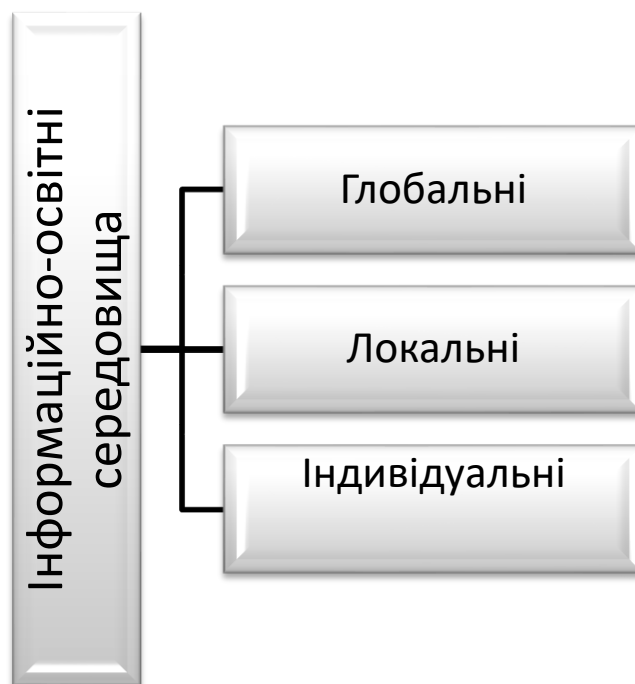 Інформаційно-освітні
середовища
Глобальні
Локальні
Індивідуальні